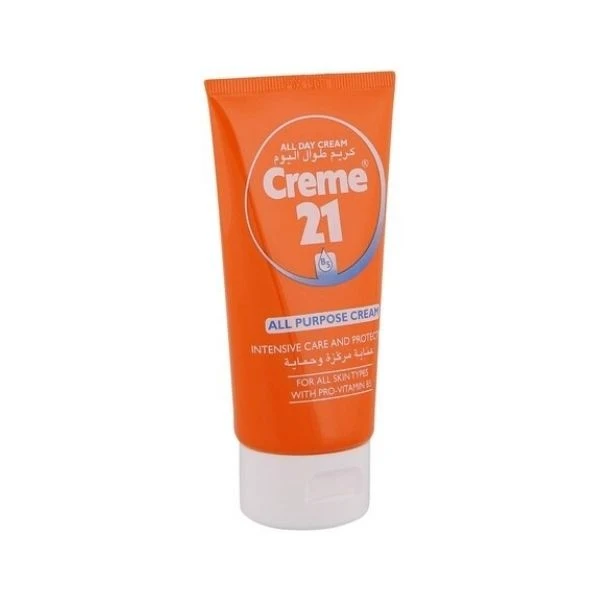 ALL DAY CREAM
كريم طوال اليوم
Creme®
21
B5
ALL PURPOSE CREAM
INTENSIVE CARE AND PROTECT
عناية مركزة وحماية
FOR ALL SKIN TYPES
WITH PRO-VITAMIN B5